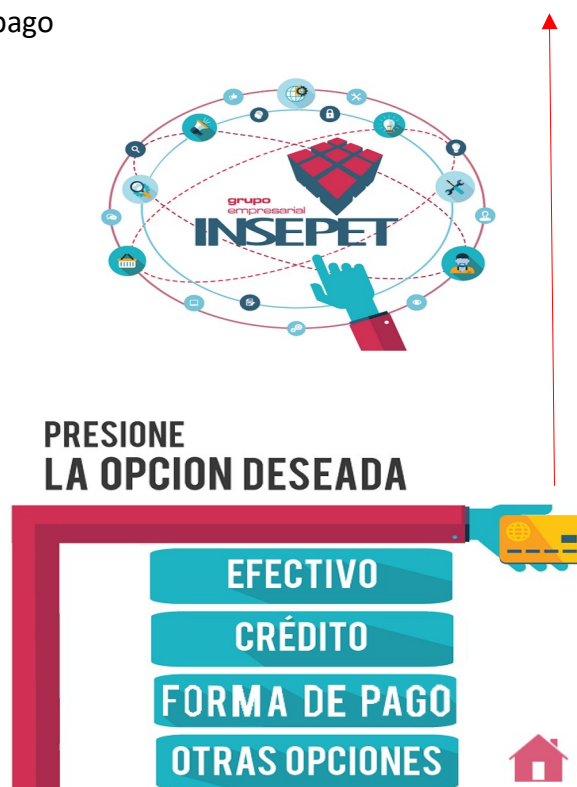 pago
grupo
empresarial
INSEPET
PRESIONE
LA OPCION DESEADA
EFECTIVO
CRÉDITO
FORMA DE PAGO
OTRAS OPCIONES